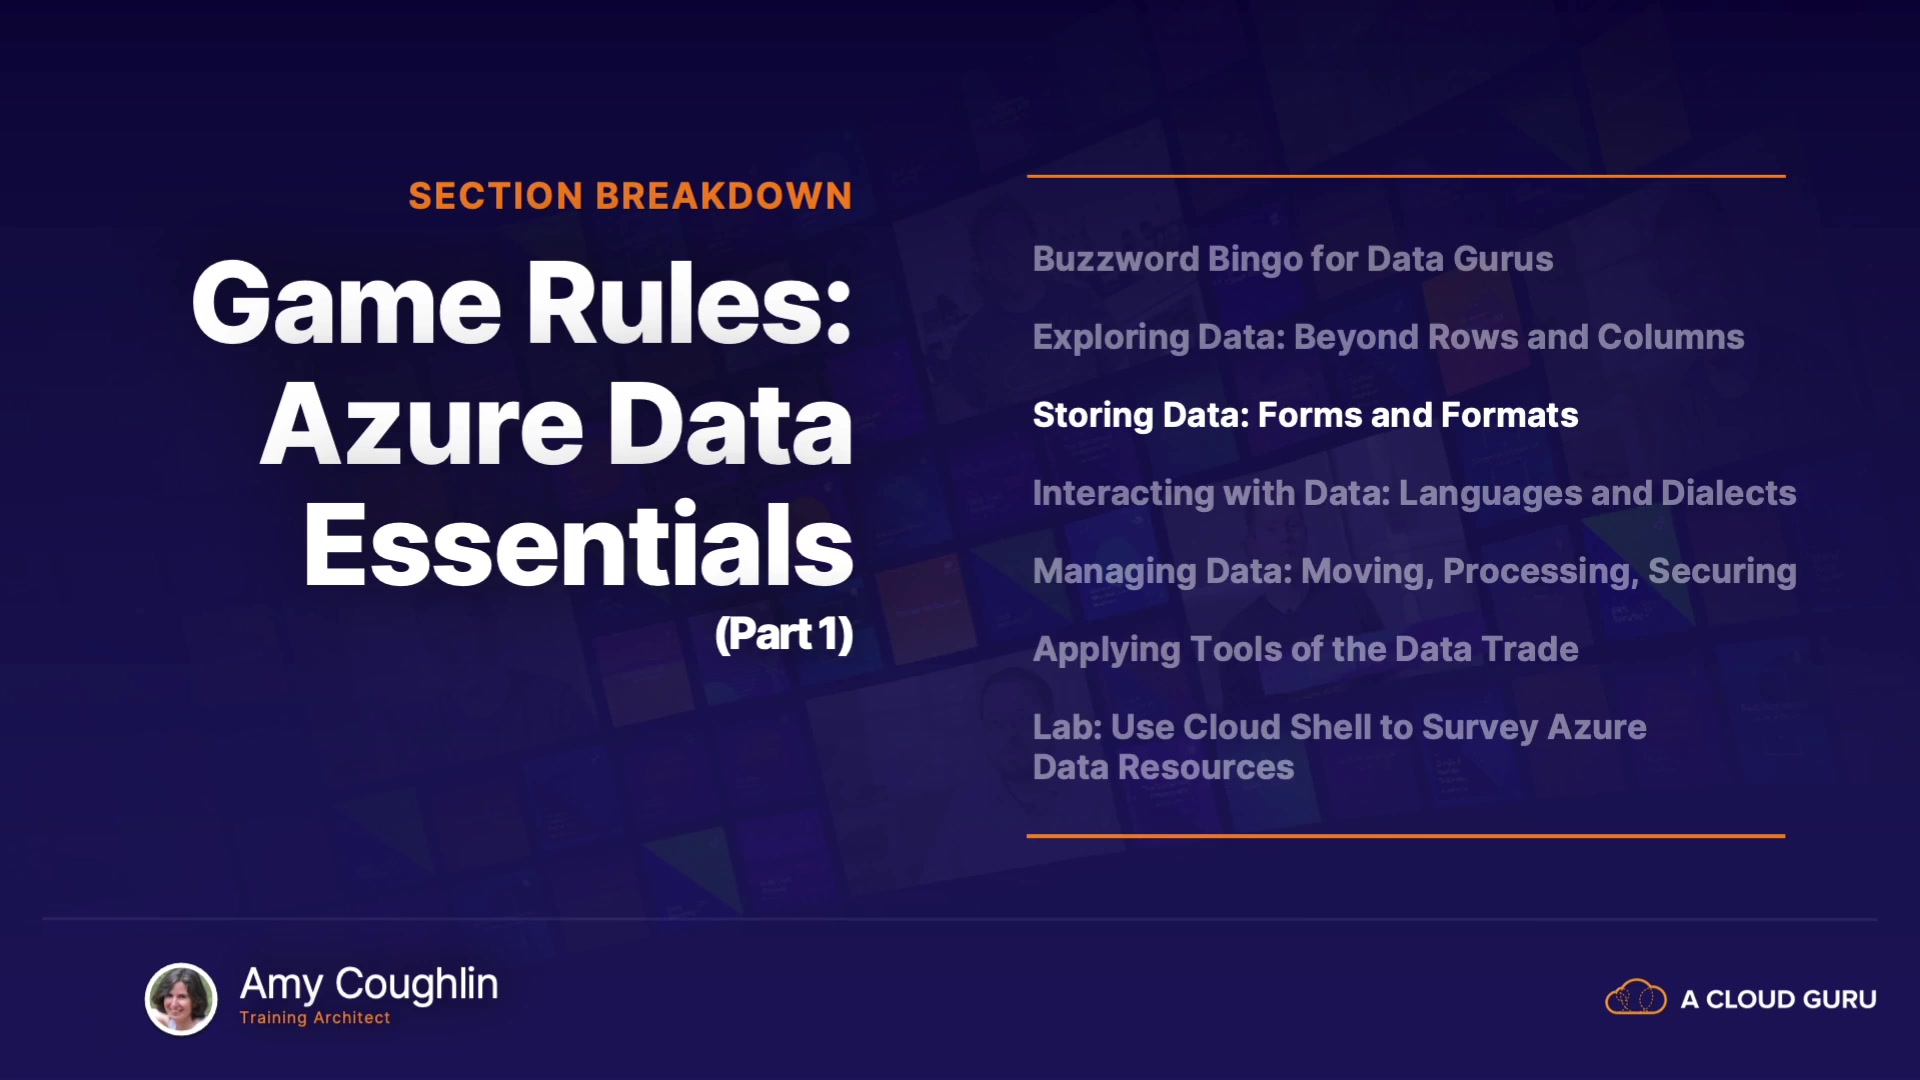 SECTION BREAKDOWN
Game Rules:
Azure Data
Essentials
(Part 1)
Buzzword Bingo for Data Gurus
Exploring Data: Beyond Rows and Columns
Storing Data: Forms and Formats
Interacting with Data: Languages and Dialects
Managing Data: Moving, Processing, Securing
Applying Tools of the Data Trade
Lab: Use Cloud Shell to Survey Azure
Data Resources
Amy Coughlin
Training Architect
A CLOUD GURU